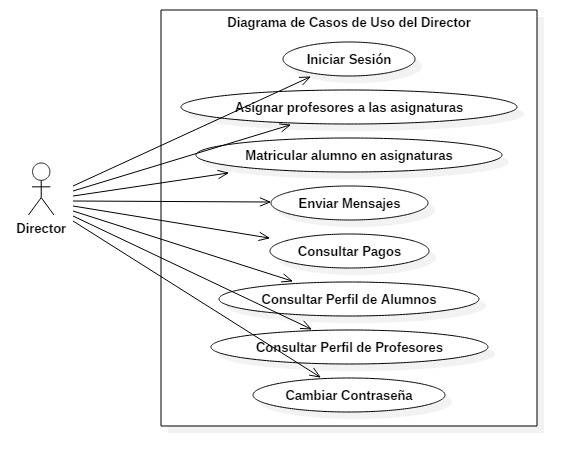 Diagrama de Casos de Uso del Director
Iniciar Sesión
Asignar profesores a las asignaturas
Matricular alumno en asignaturas
Enviar Mensajes
Director
Consultar Pagos
Consultar Perfil de Alumnos
Consultar Perfil de Profesores
Cambiar Contraseña